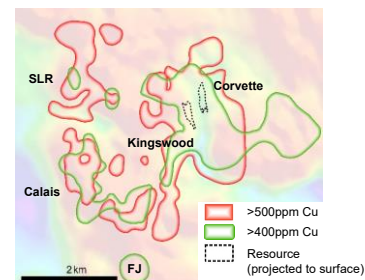 SLR
Corvette
Kingswood
Calais
>500ppm Cu
>400ppm Cu
Resource
(projected to surface)
2 km
FJ